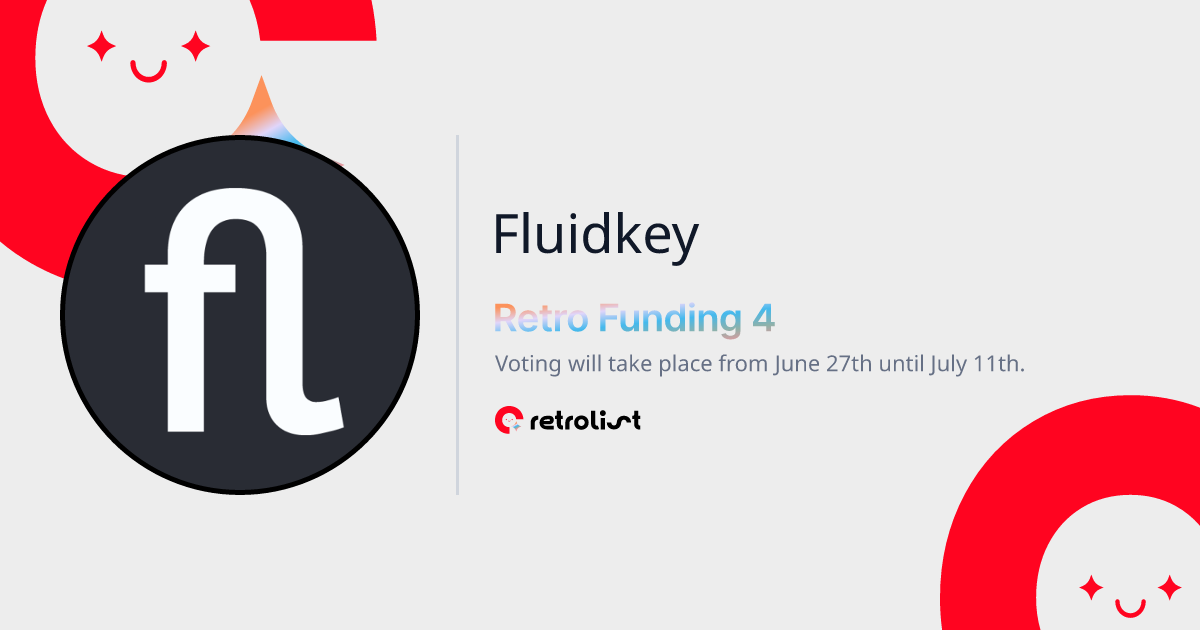 fl
Fluidkey
Retro Funding 4
Voting will take place from June 27th until July 11th.
retrolist